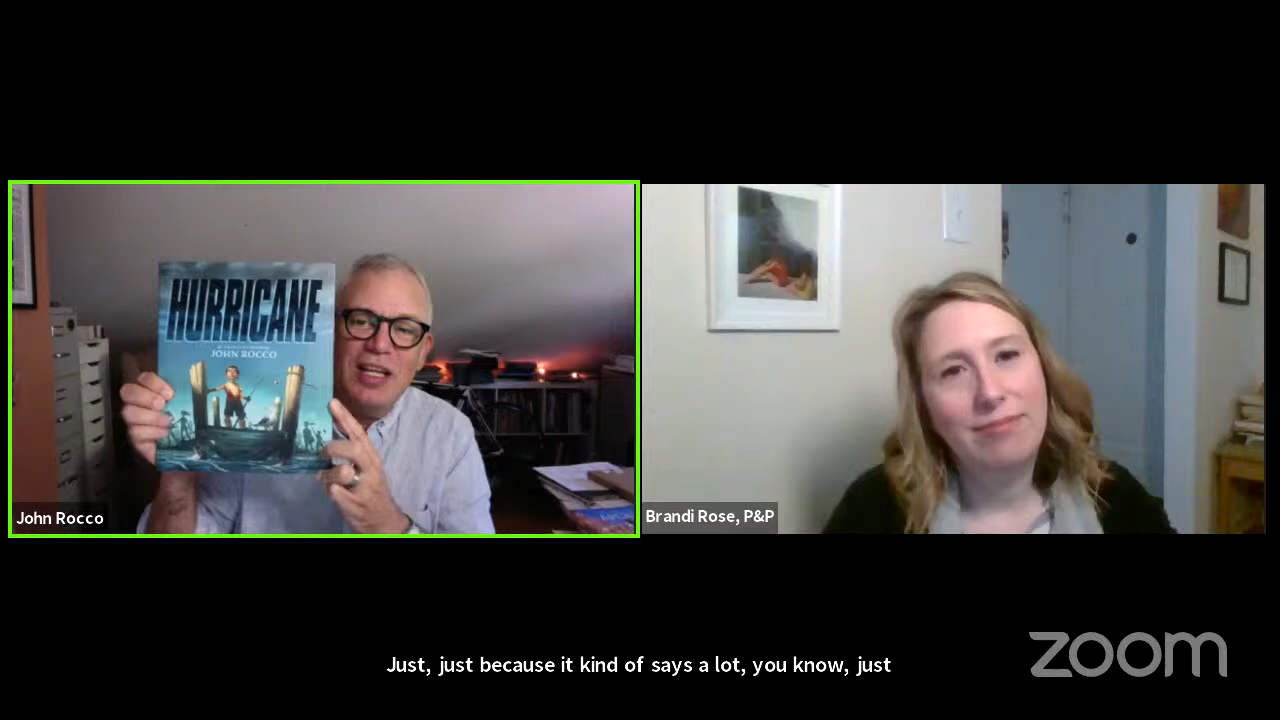 HURRICANE
JOHN ROCCO
John Rocco
Brandi Rose, P&P
Just, just because it kind of says a lot, you know, just
zoom